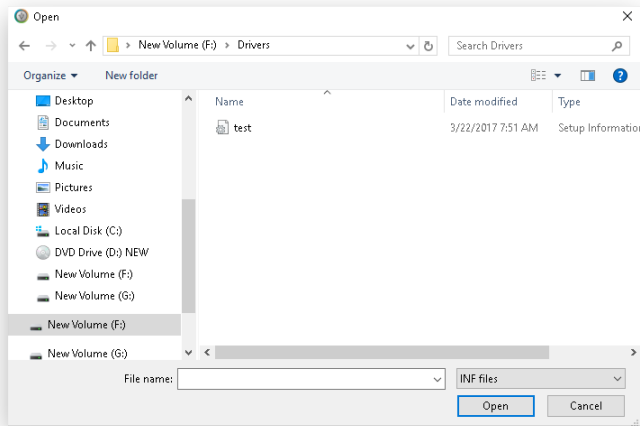 Open
New Volume (F:) Drivers
Search Drivers
Organize New folder
?
Name Date modified Type
test 3/22/2017 7:51 AM Setup Informatio
Desktop
Documents
Downloads
Music
Pictures
Videos
Local Disk (C:)
DVD Drive (D:) NEW
New Volume (F:)
New Volume (G:)
New Volume (F:)
New Volume (G:)
File name:
INF files
Open Cancel